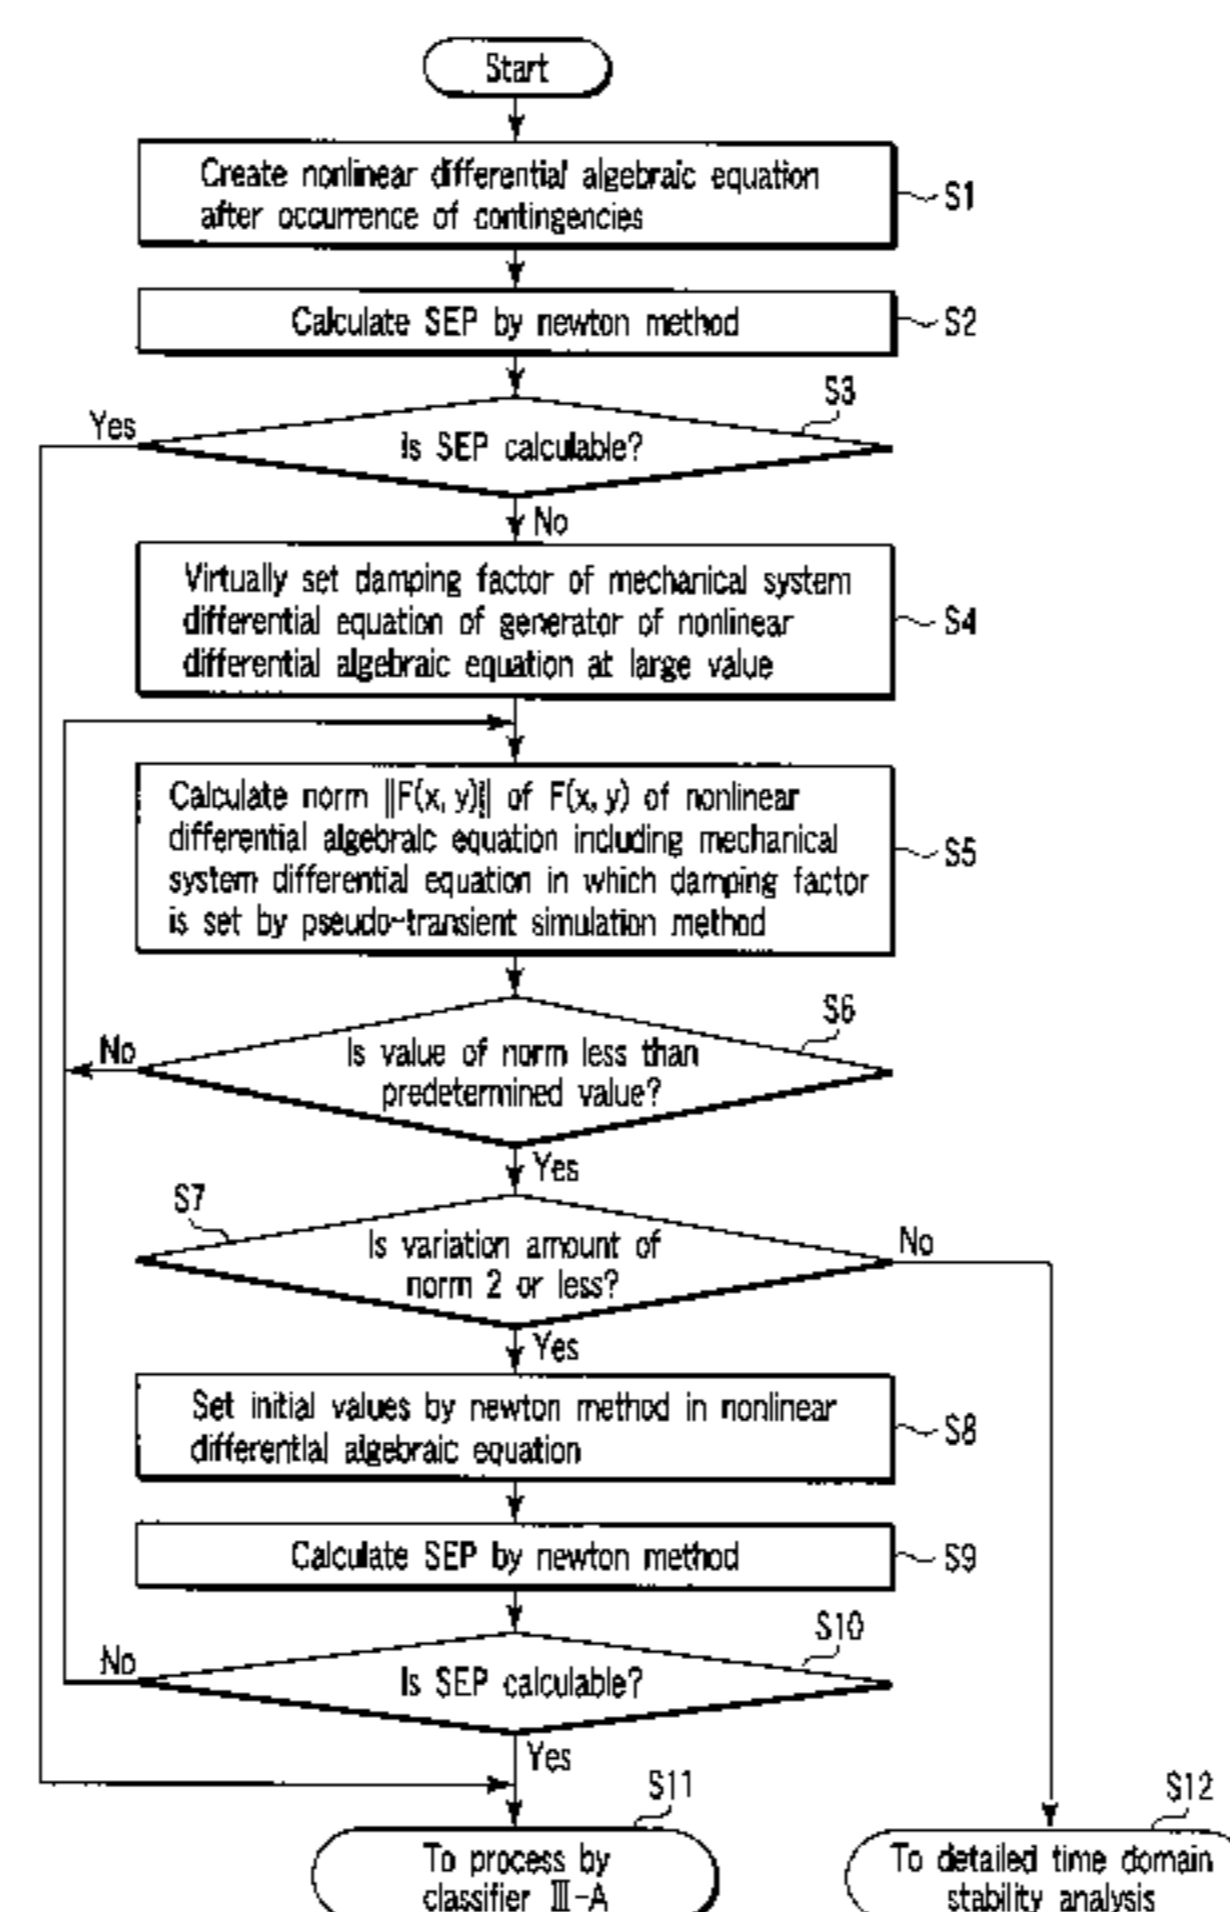 Start
Create nonlinear differential algebraic equation
after occurrence of contingencies
S1
Calculate SEP by newton method
S2
S3
Yes
Is SEP calculable?
No
Virtually set damping factor of mechanical system
differential equation of generator of nonlinear
differential algebraic equation at large value
S4
Calculate norm ||F(x, y)|| of F(x, y) of nonlinear
differential algebraic equation including mechanical
system differential equation in which damping factor
is set by pseudo-transient simulation method
S5
S6
No
Is value of norm less than
predetermined value?
Yes
S7
Is variation amount of
norm 2 or less?
No
Yes
Set initial values by newton method in nonlinear
differential algebraic equation
S8
Calculate SEP by newton method
S9
S10
No
Is SEP calculable?
Yes
S11
S12
To process by
classifier III-A
To detailed time domain
stability analysis